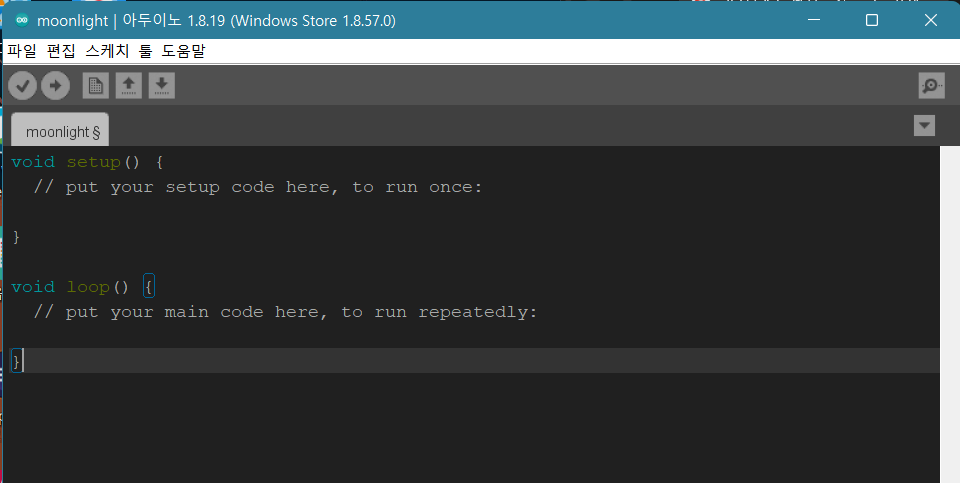 moonlight | 아두이노 1.8.19 (Windows Store 1.8.57.0)
파일 편집 스케치 툴 도움말
moonlight §
void setup() {
  // put your setup code here, to run once:
}
void loop() {
  // put your main code here, to run repeatedly:
}